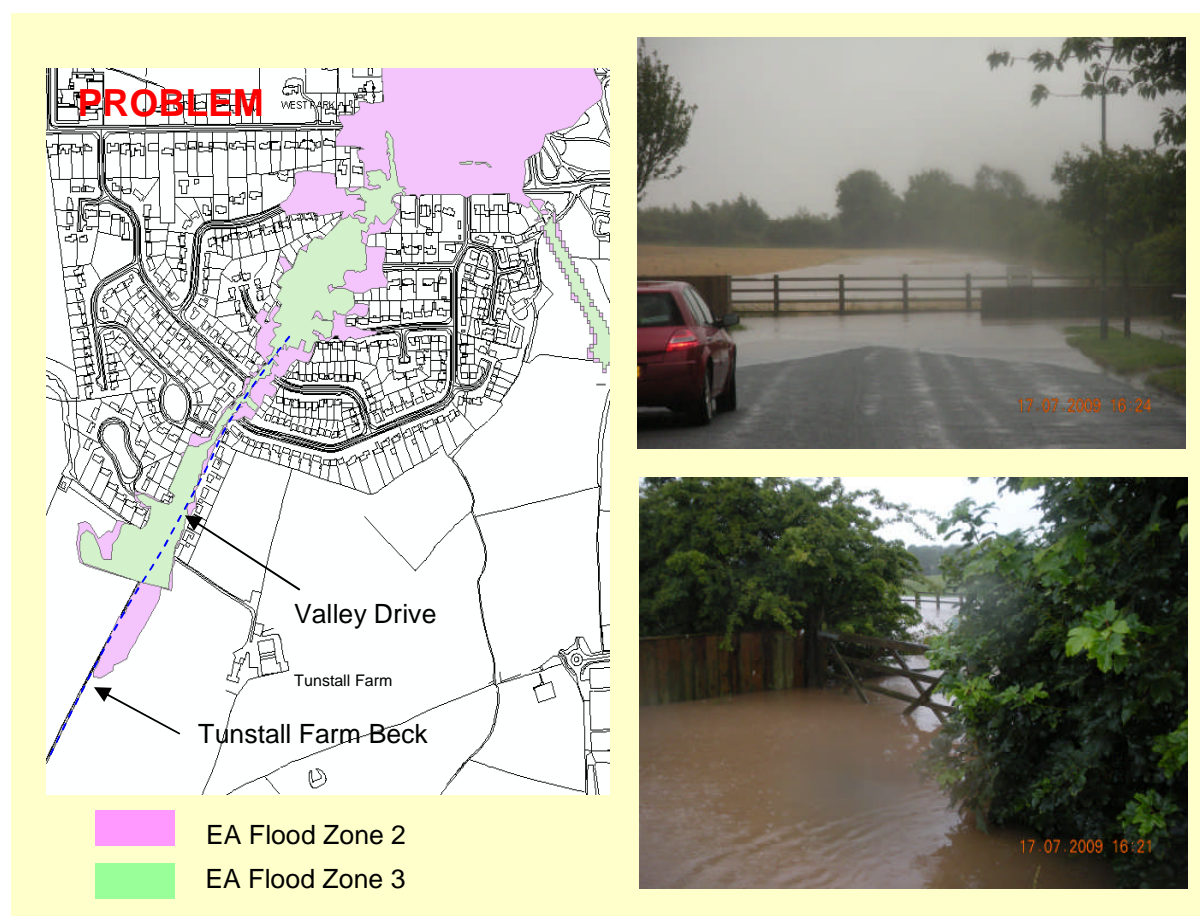 PROBLEM
WEST PARK
Valley Drive
Tunstall Farm
Tunstall Farm Beck
EA Flood Zone 2
EA Flood Zone 3
17.07.2009 16:24
17.07.2009 16:21